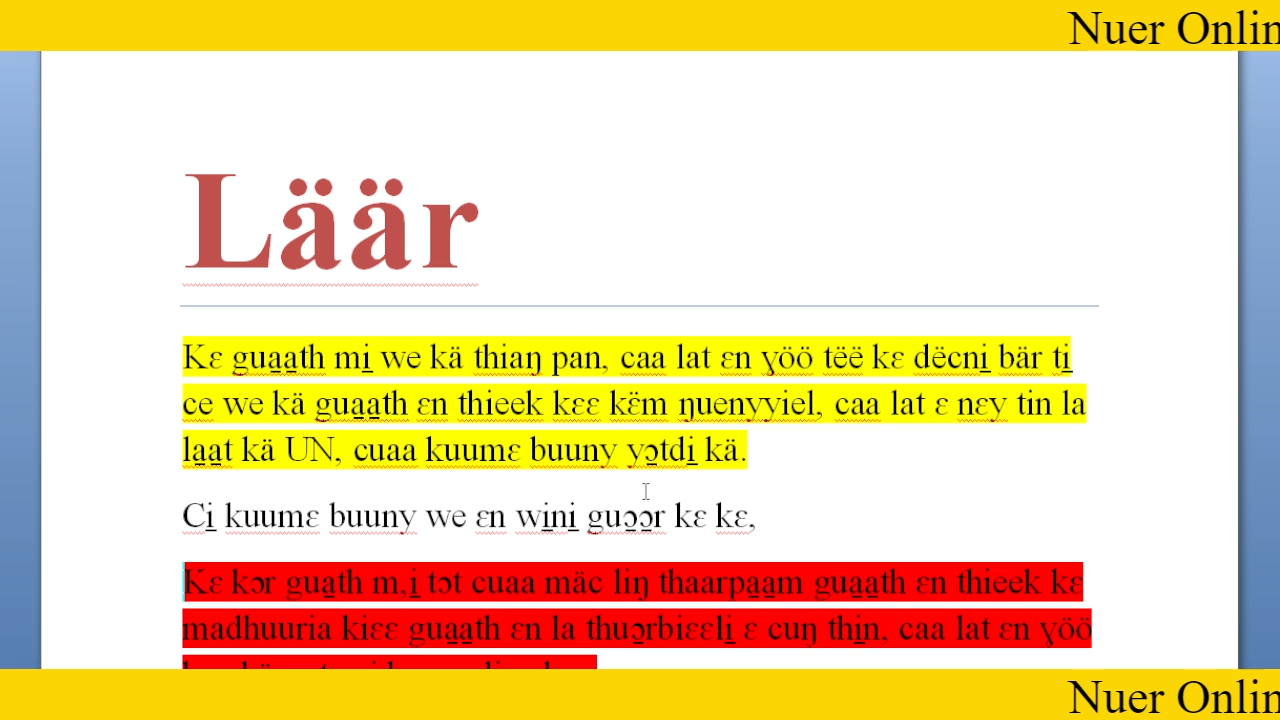 Nuer Onlin
Läär
Kɛ gua̱a̱th mi̱ we kä thiaŋ pan, caa lat ɛn ɣöö tëë kɛ dëcni̱ bär ti̱
ce we kä gua̱a̱th ɛn thieek kɛɛ kɛ̈m ŋuenyyiel, caa lat ɛ nɛy tin la
la̱a̱t kä UN, cuaa kuumɛ buuny yɔ̱tdi̱ kä.
Ci̱ kuumɛ buuny we ɛn wi̱ni̱ guɔ̱ɔ̱r kɛ kɛ,
Kɛ kɔr gua̱th m,i̱ tɔt cuaa mäc liŋ thaarpa̱a̱m gua̱a̱th ɛn thieek kɛ
madhuuria kiɛɛ gua̱a̱th ɛn la thuɔ̱rbiɛɛli̱ ɛ cuŋ thi̱n, caa lat ɛn ɣöö
Nuer Onlin